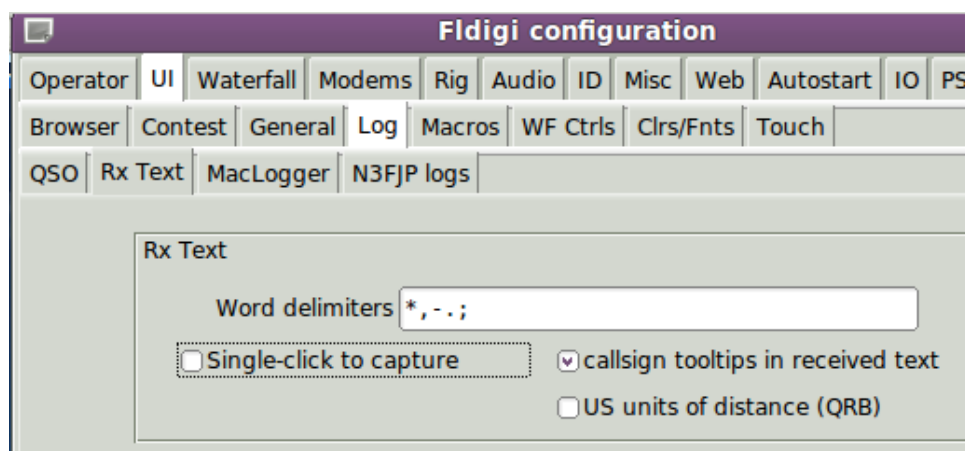 Fldigi configuration
Operator UI Waterfall Modems Rig Audio ID Misc Web Autostart IO PS
Browser Contest General Log Macros WF Ctrls Clrs/Fnts Touch
QSO Rx Text MacLogger N3FJP logs
Rx Text
Word delimiters *,-.;
Single-click to capture callsign tooltips in received text
US units of distance (QRB)